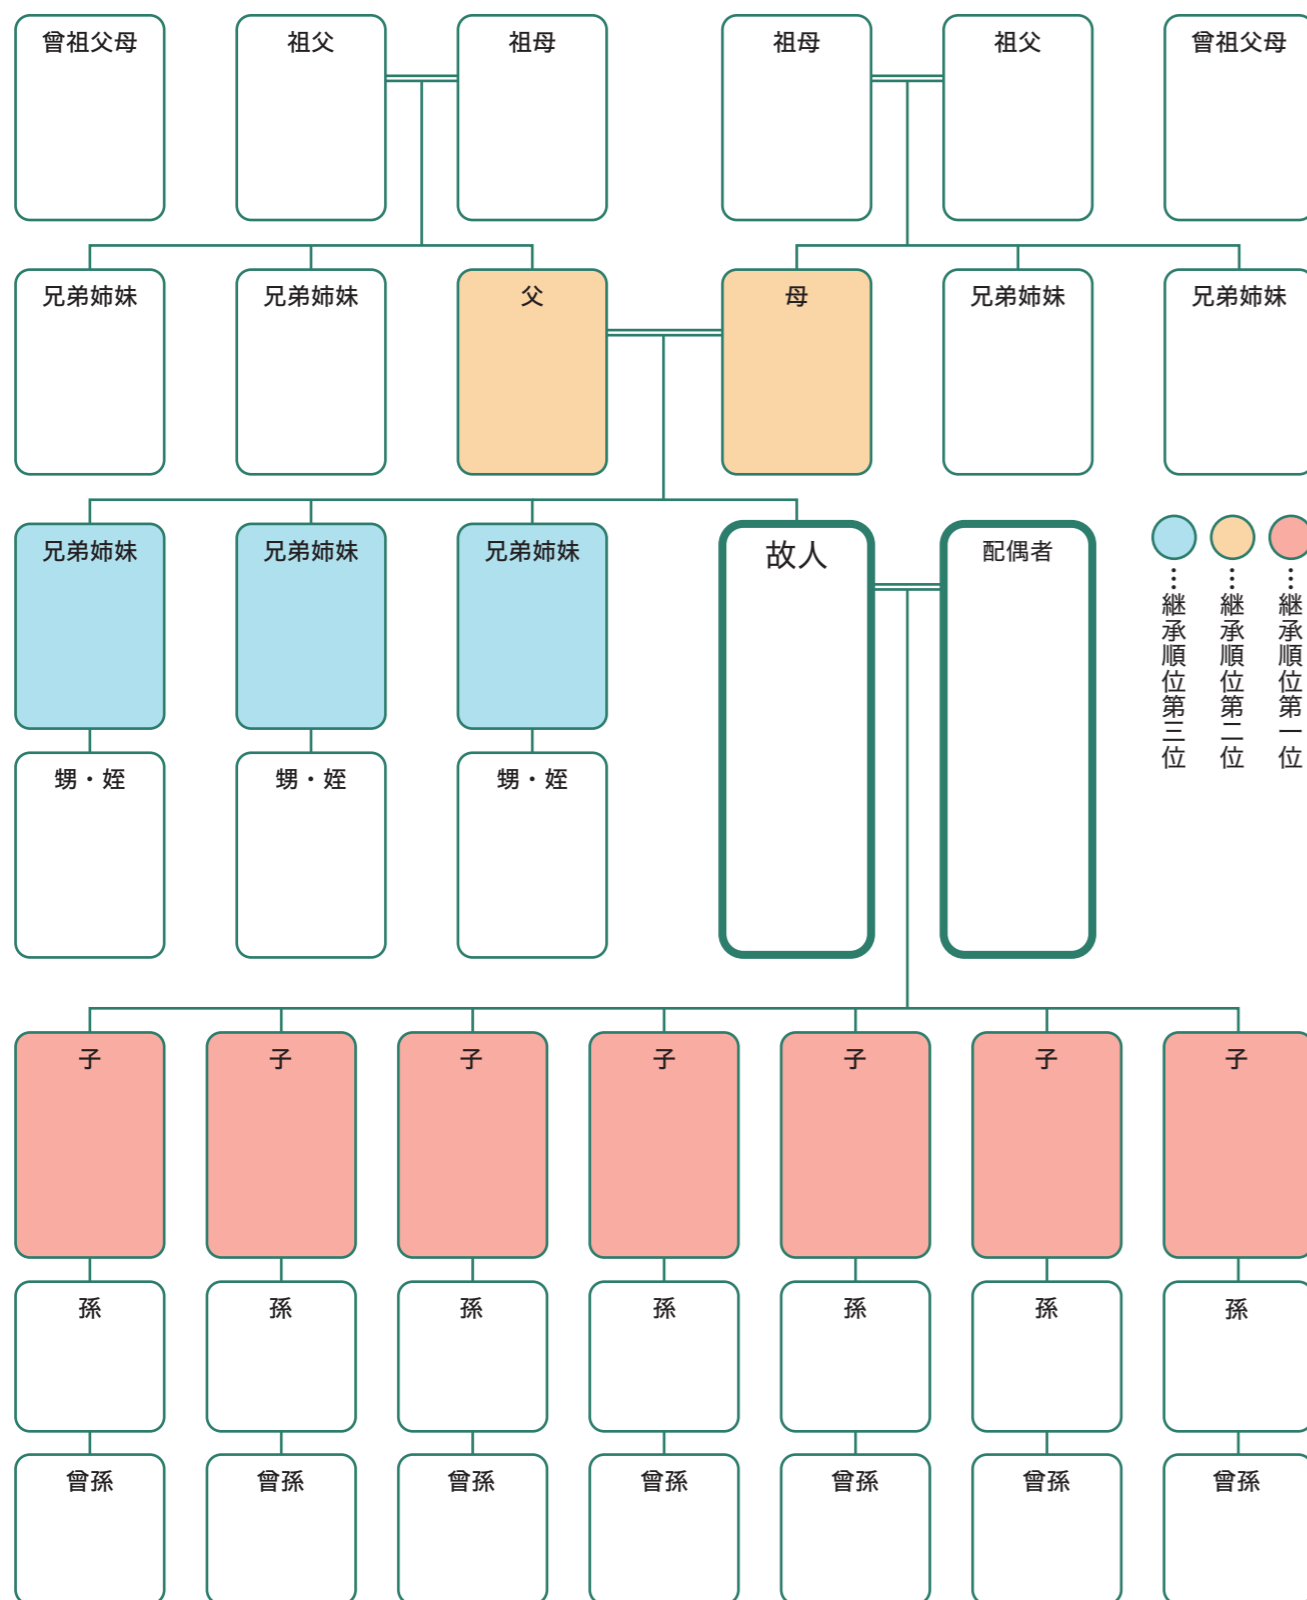 曾祖父母
祖父
祖母
祖母
祖父
曾祖父母
兄弟姉妹
兄弟姉妹
父
母
兄弟姉妹
兄弟姉妹
兄弟姉妹
兄弟姉妹
兄弟姉妹
故人
配偶者
…継承順位第一位
…継承順位第二位
…継承順位第三位
甥・姪
甥・姪
甥・姪
子
子
子
子
子
子
子
孫
孫
孫
孫
孫
孫
孫
曾孫
曾孫
曾孫
曾孫
曾孫
曾孫
曾孫